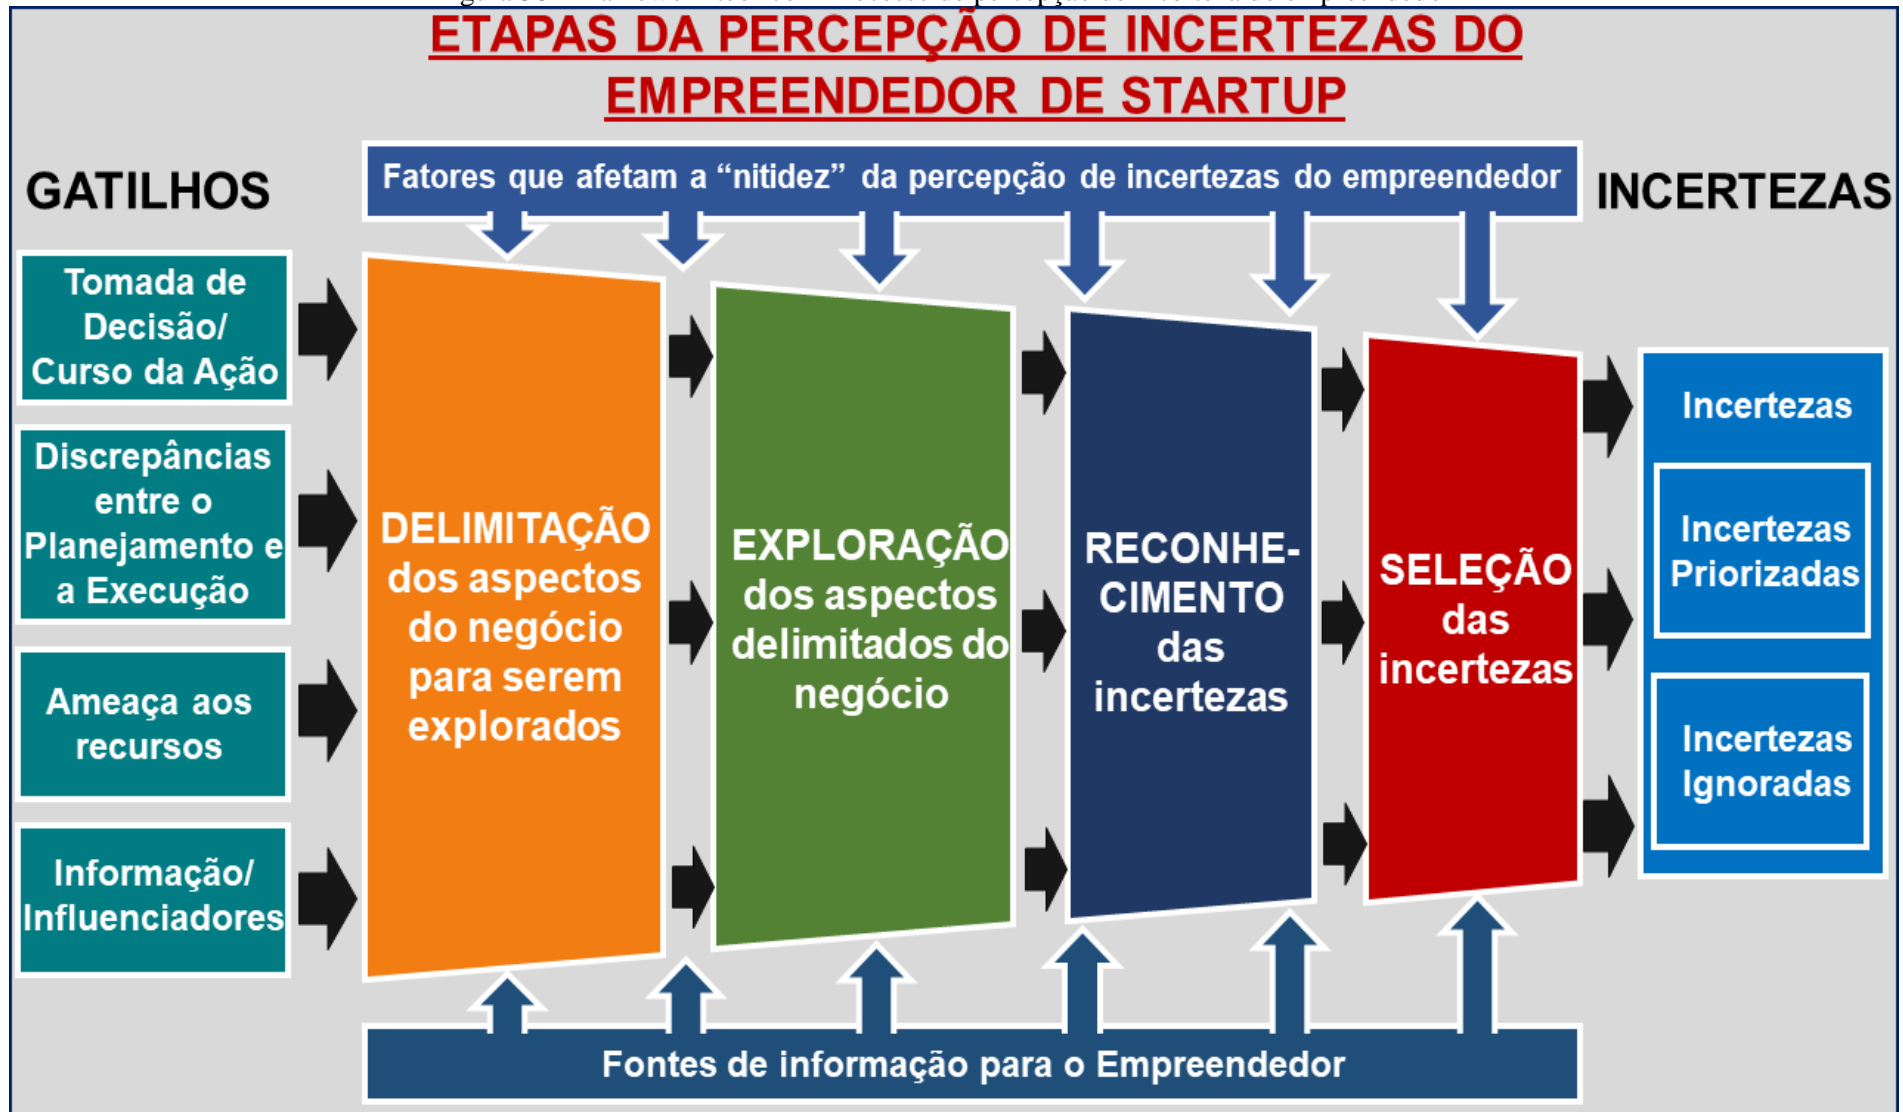 ETAPAS DA PERCEPÇÃO DE INCERTEZAS DO
EMPREENDEDOR DE STARTUP
GATILHOS
Fatores que afetam a “nitidez” da percepção de incertezas do empreendedor
INCERTEZAS
Tomada de
Decisão/
Curso da Ação
Discrepâncias
entre o
Planejamento e
a Execução
Ameaça aos
recursos
Informação/
Influenciadores
DELIMITAÇÃO
dos aspectos
do negócio
para serem
explorados
EXPLORAÇÃO
dos aspectos
delimitados do
negócio
RECONHE-
CIMENTO
das
incertezas
SELEÇÃO
das
incertezas
Incertezas
Incertezas
Priorizadas
Incertezas
Ignoradas
Fontes de informação para o Empreendedor